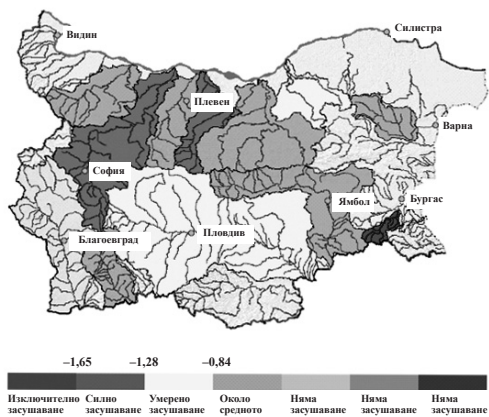 Силистра
Видин
Плевен
Варна
София
Ямбол
Бургас
Благоевград
Пловдив
–1,65 –1,28 –0,84
Изключително Силно Умерено Около Няма Няма Няма
засушаване засушаване засушаване средното засушаване засушаване засушаване